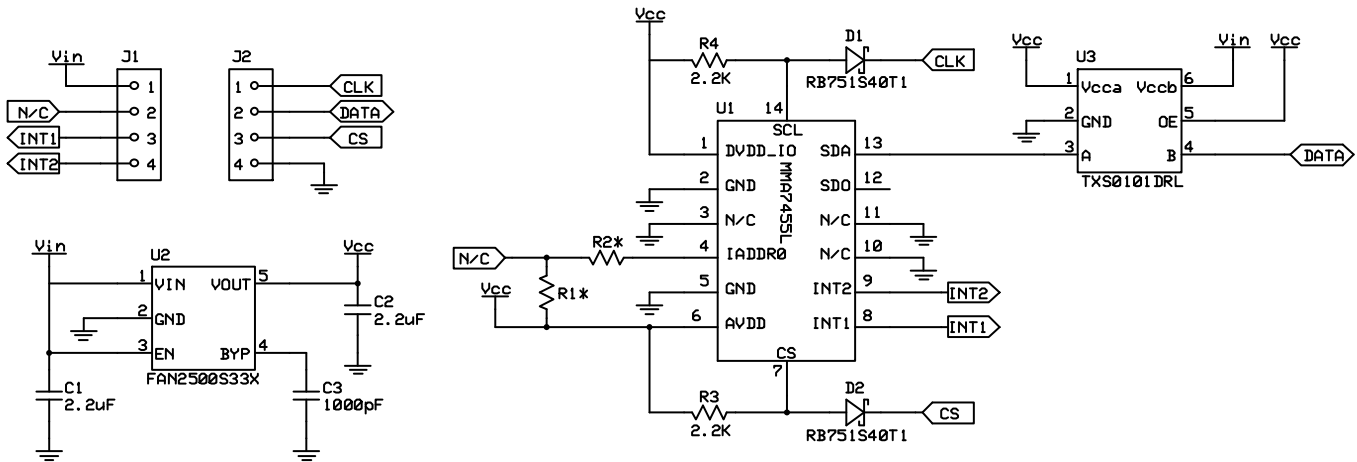 Vin
J1
1
N/C
2
INT1
3
INT2
4
J2
1
CLK
2
DATA
3
CS
4
Vin
U2
Vcc
1
VIN
VOUT
5
2
GND
3
EN
BYP
4
FAN2500S33X
C1
2.2uF
C2
2.2uF
C3
1000pF
Vcc
R4
2.2K
D1
RB751S40T1
CLK
U1
14
SCL
1
DVDD_IO
SDA
13
2
GND
SDO
12
3
N/C
N/C
11
4
IADDR0
N/C
10
5
GND
INT2
9
INT2
6
AVDD
INT1
8
INT1
MMA7455L
CS
7
N/C
R2*
R1*
Vcc
R3
2.2K
D2
RB751S40T1
CS
Vcc
U3
Vin
Vcc
1
Vcca
Vccb
6
2
GND
OE
5
3
A
B
4
DATA
TXS0101DRL